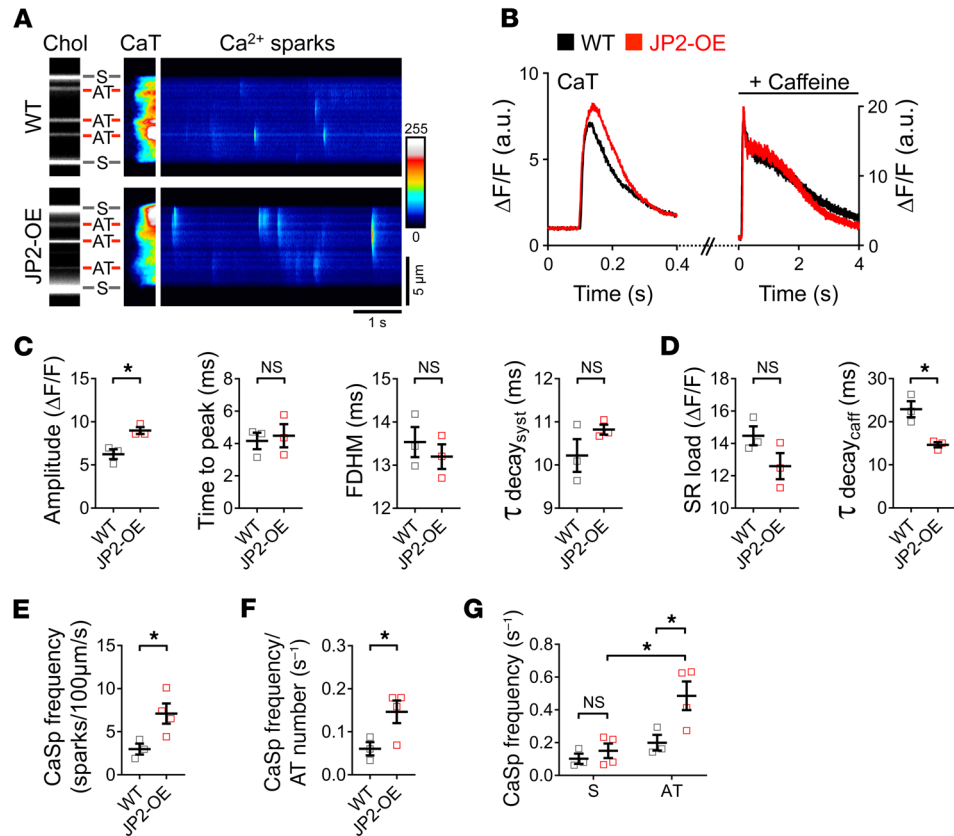 A
Chol CaT Ca²⁺ sparks
WT
S
AT
AT
AT
S
JP2-OE
S
AT
AT
AT
S
255
0
5 μm
1 s
B
WT JP2-OE
CaT
+ Caffeine
ΔF/F (a.u.)
10
5
0
0 0.2 0.4
Time (s)
ΔF/F (a.u.)
20
10
0
0 2 4
Time (s)
C
Amplitude (ΔF/F)
15
10
5
0
*
WT
JP2-OE
Time to peak (ms)
8
6
4
2
0
NS
WT
JP2-OE
FDHM (ms)
15
14
13
12
NS
WT
JP2-OE
τ decaysyst (ms)
12
11
10
9
NS
WT
JP2-OE
D
SR load (ΔF/F)
18
16
14
12
10
NS
WT
JP2-OE
τ decaycaff (ms)
30
20
10
0
*
WT
JP2-OE
E
CaSp frequency
(sparks/100μm/s)
15
10
5
0
*
WT
JP2-OE
F
CaSp frequency/
AT number (s⁻¹)
0.3
0.2
0.1
0.0
*
WT
JP2-OE
G
CaSp frequency (s⁻¹)
0.8
0.6
0.4
0.2
0.0
NS
*
*
S AT